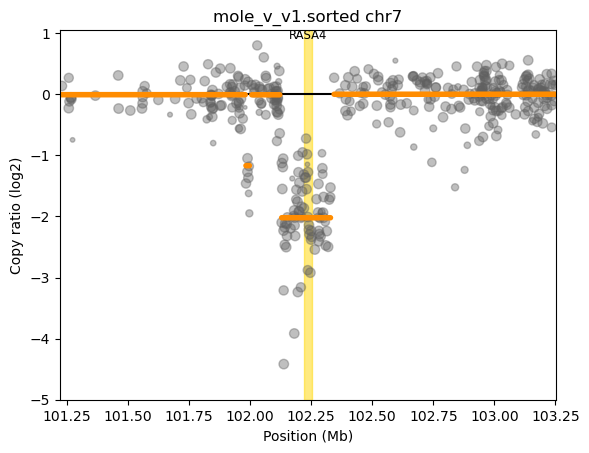 mole_v_v1.sorted chr7
RASA4
Copy ratio (log2)
0
−1
−2
−3
−4
−5
1
101.25 101.50 101.75 102.00 102.25 102.50 102.75 103.00 103.25
Position (Mb)